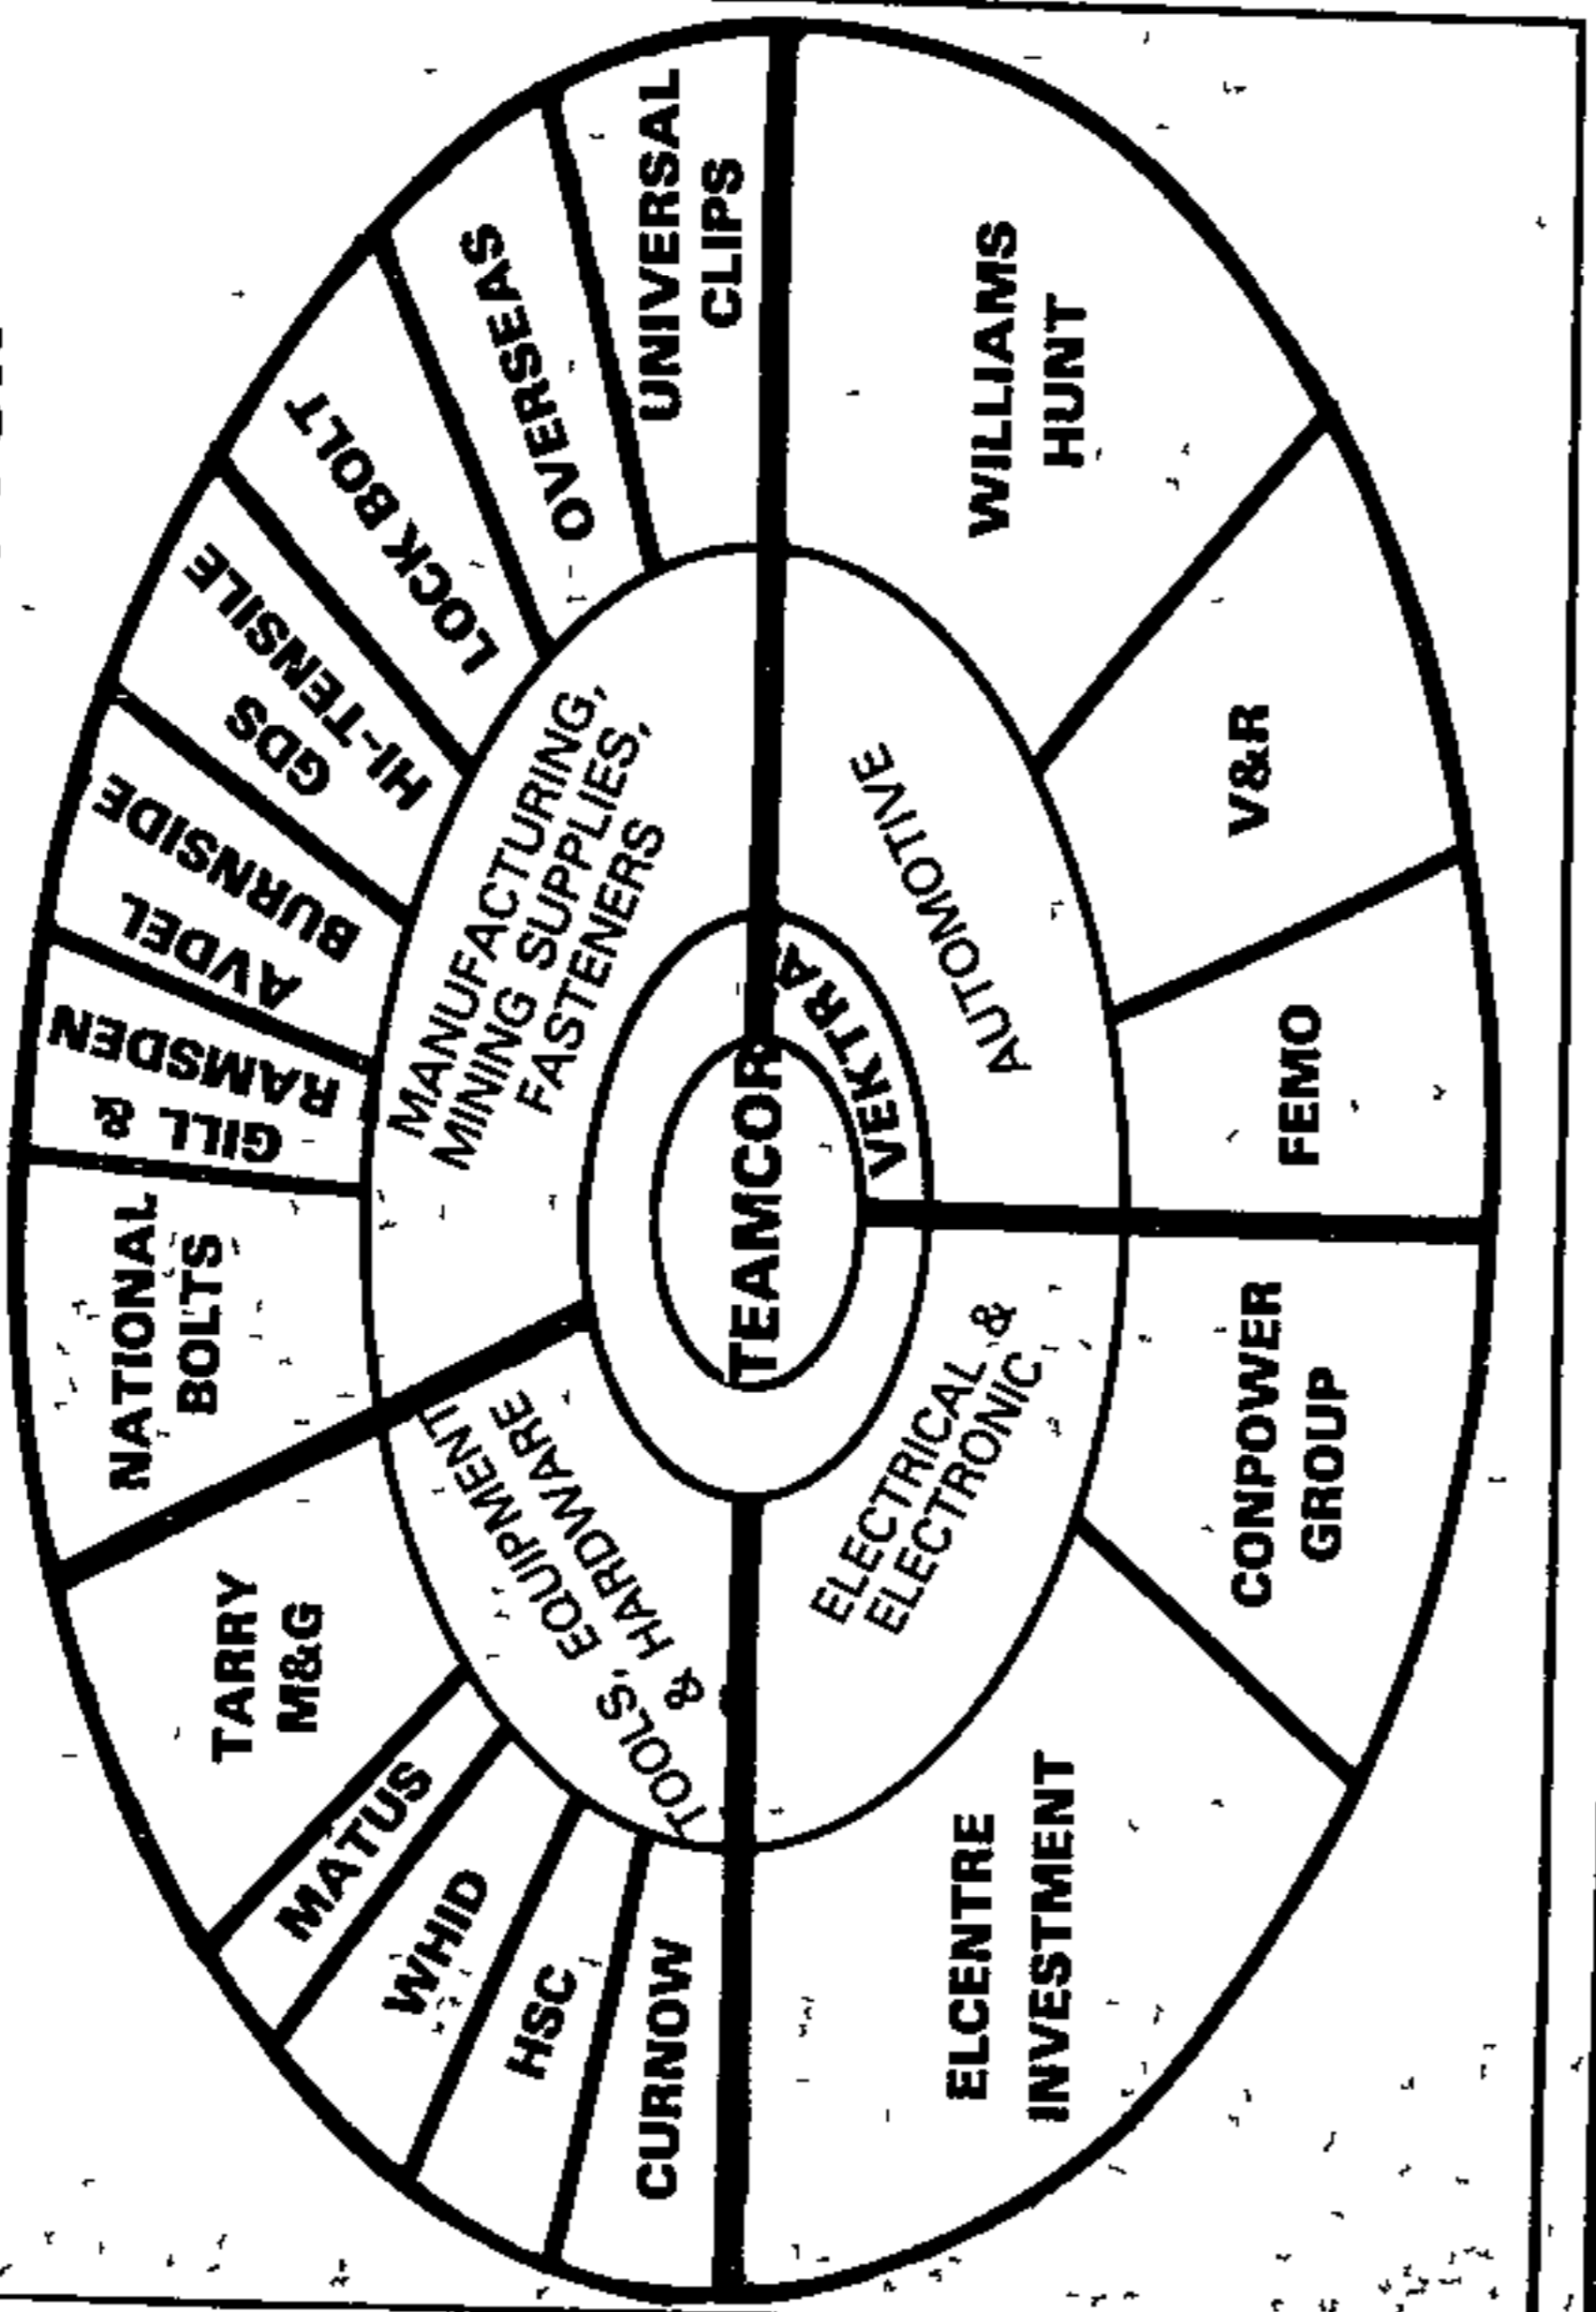 TEAMCOR
VEKTRA
MANUFACTURING,
MINING SUPPLIES,
FASTENERS
AUTOMOTIVE
ELECTRICAL &
ELECTRONIC
TOOLS, EQUIPMENT
& HARDWARE
CURNOW
HSC
WHID
MATUS
TARRY
M&G
NATIONAL
BOLTS
GILL &
RAMSDEN
AVDEL
BURNSIDE
GDS
HI-TENSILE
LOCK BOLT
OVERSEAS
UNIVERSAL
CLIPS
WILLIAMS
HUNT
V&R
FEMO
CONPOWER
GROUP
ELCENTRE
INVESTMENT